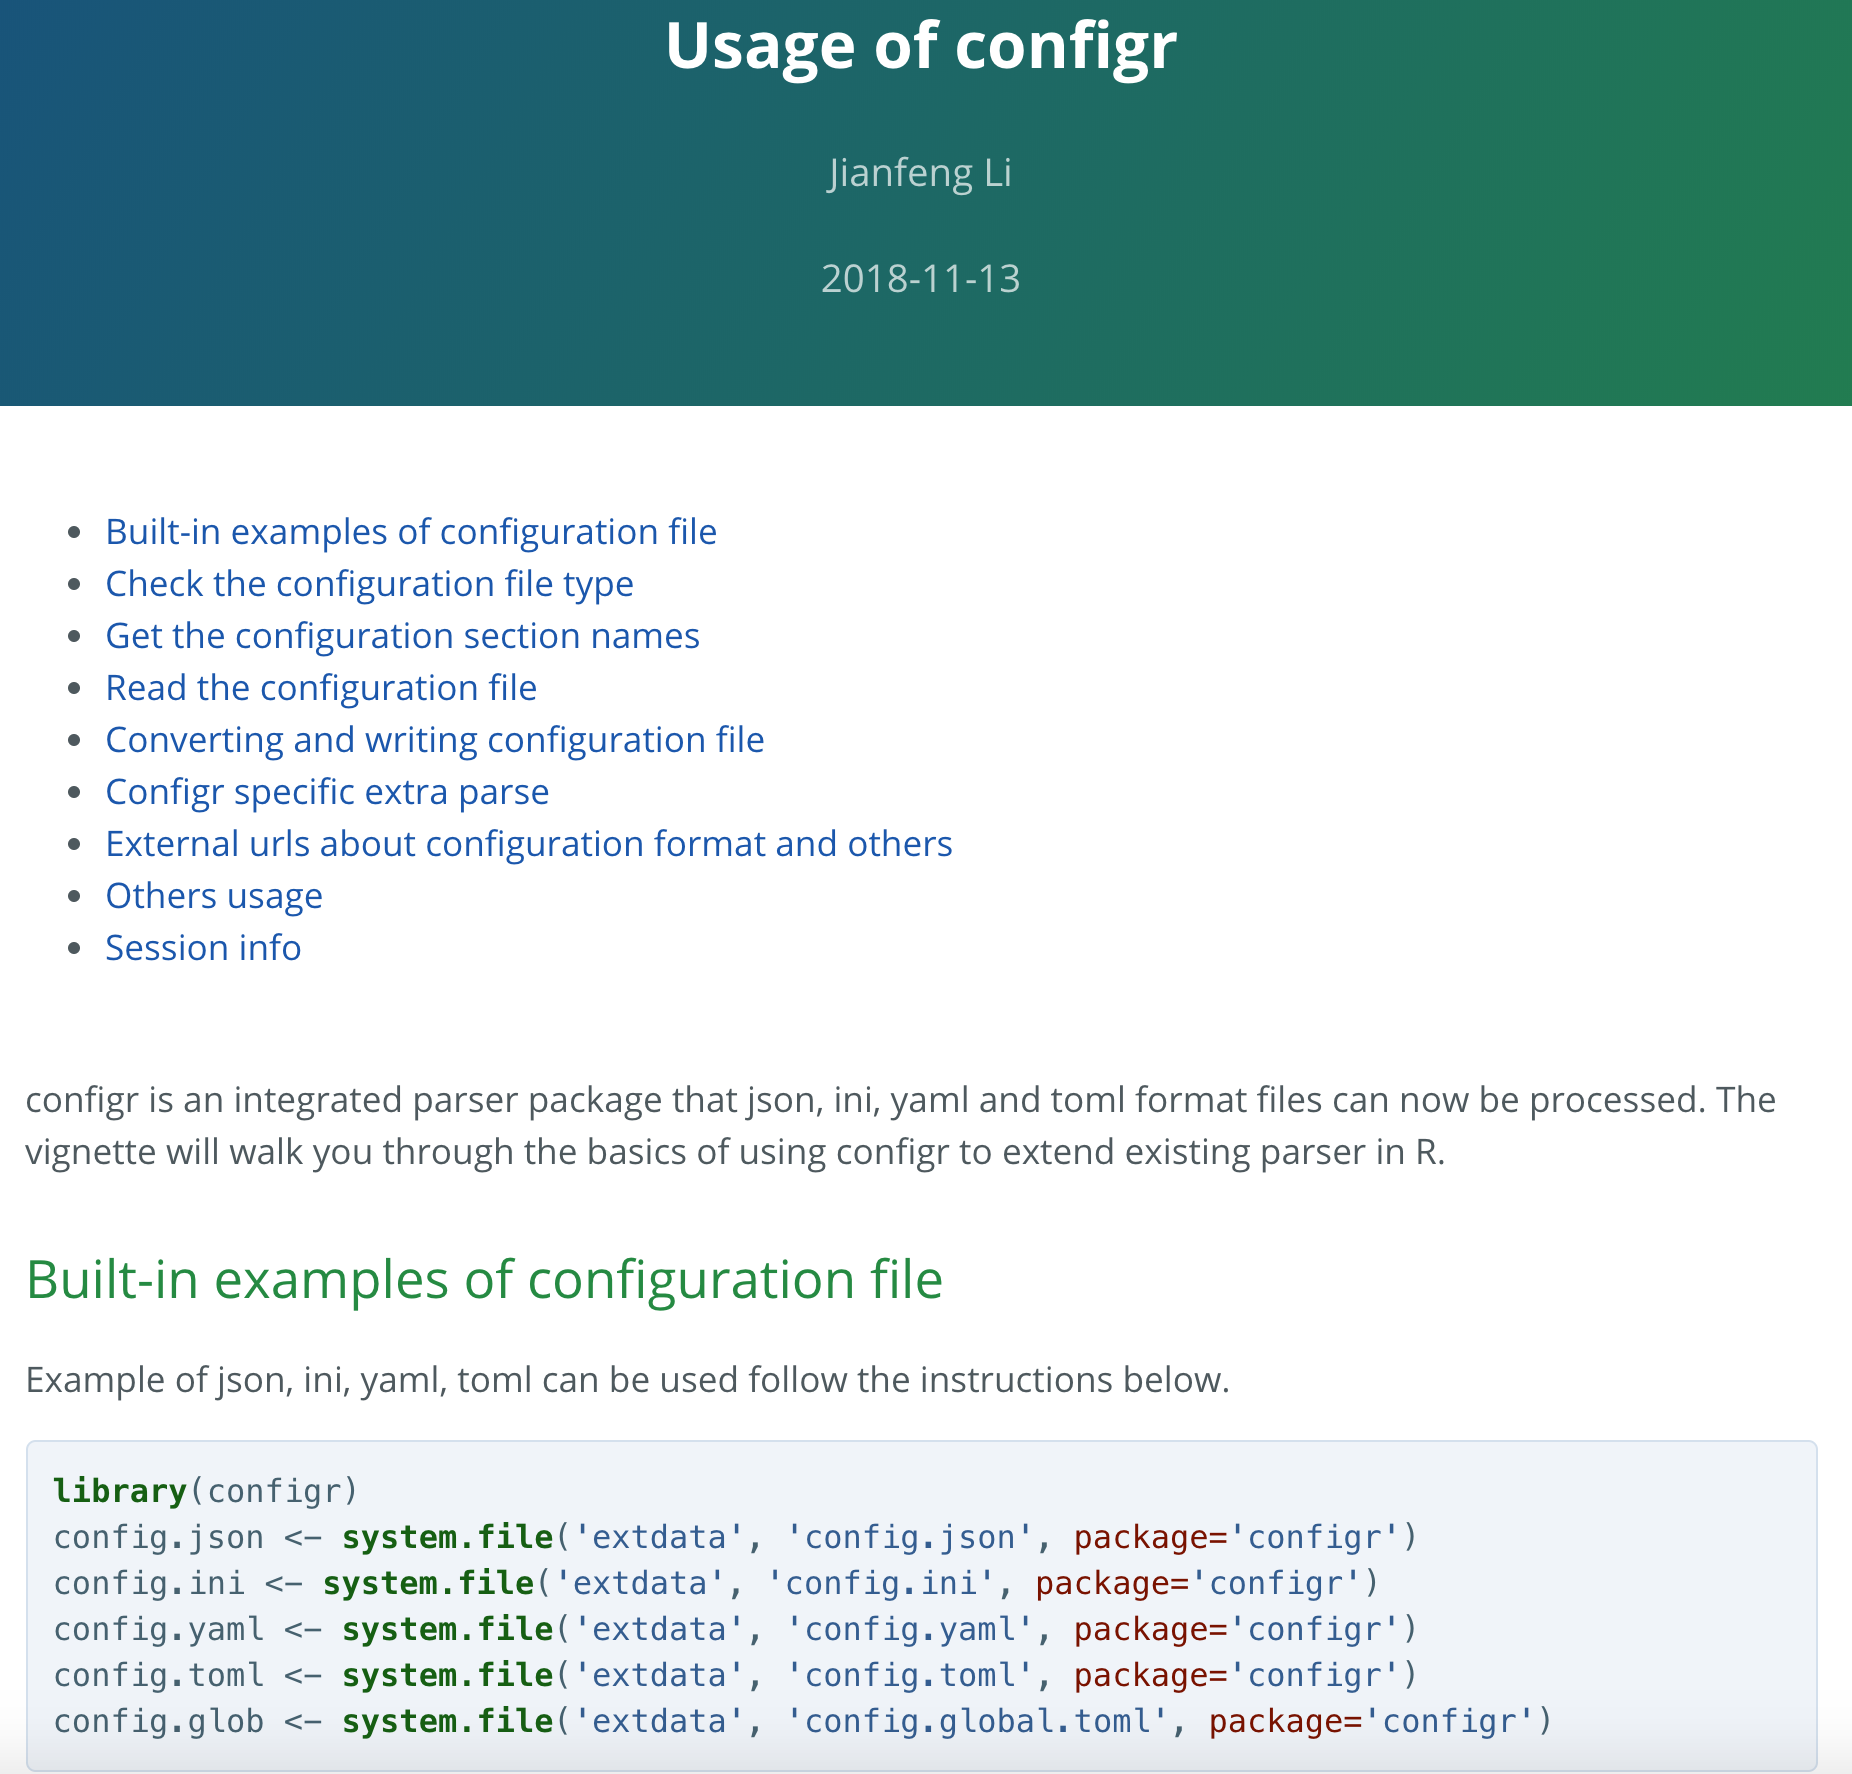 Usage of configr
Jianfeng Li
2018-11-13
Built-in examples of configuration file
Check the configuration file type
Get the configuration section names
Read the configuration file
Converting and writing configuration file
Configr specific extra parse
External urls about configuration format and others
Others usage
Session info
configr is an integrated parser package that json, ini, yaml and toml format files can now be processed. The
vignette will walk you through the basics of using configr to extend existing parser in R.
Built-in examples of configuration file
Example of json, ini, yaml, toml can be used follow the instructions below.
library(configr)
config.json <- system.file('extdata', 'config.json', package='configr')
config.ini <- system.file('extdata', 'config.ini', package='configr')
config.yaml <- system.file('extdata', 'config.yaml', package='configr')
config.toml <- system.file('extdata', 'config.toml', package='configr')
config.glob <- system.file('extdata', 'config.global.toml', package='configr')